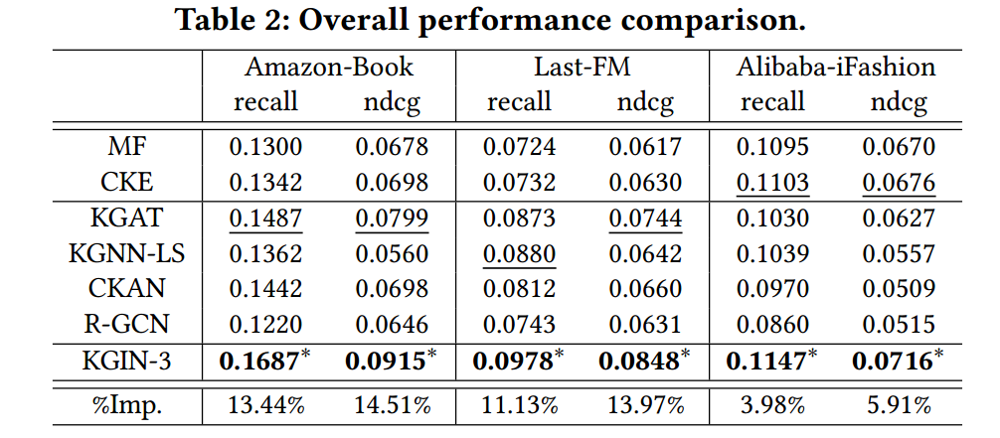 Table 2: Overall performance comparison.
Amazon-Book Last-FM Alibaba-iFashion
recall ndcg recall ndcg recall ndcg
MF 0.1300 0.0678 0.0724 0.0617 0.1095 0.0670
CKE 0.1342 0.0698 0.0732 0.0630 0.1103 0.0676
KGAT 0.1487 0.0799 0.0873 0.0744 0.1030 0.0627
KGNN-LS 0.1362 0.0560 0.0880 0.0642 0.1039 0.0557
CKAN 0.1442 0.0698 0.0812 0.0660 0.0970 0.0509
R-GCN 0.1220 0.0646 0.0743 0.0631 0.0860 0.0515
KGIN-3 0.1687* 0.0915* 0.0978* 0.0848* 0.1147* 0.0716*
%Imp. 13.44% 14.51% 11.13% 13.97% 3.98% 5.91%